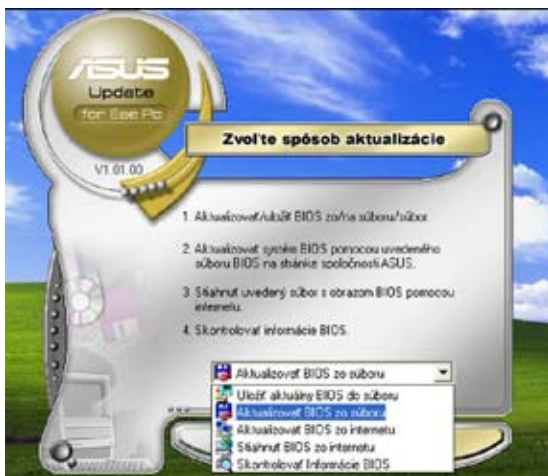 ASUS
Update
for Eee Pc
V1.01.00
Zvoľte spôsob aktualizácie
1. Aktualizovať/uložiť BIOS zo/na súboru/súbor.
2. Aktualizovať systém BIOS pomocou uvedeného
súboru BIOS na stránke spoločnosti ASUS.
3. Stiahnuť uvedený súbor s obrazom BIOS pomocou
internetu.
4. Skontrolovať informácie BIOS.
Aktualizovať BIOS zo súboru
Uložiť aktuálny BIOS do súboru
Aktualizovať BIOS zo súboru
Aktualizovať BIOS zo internetu
Stiahnuť BIOS zo internetu
Skontrolovať Informácie BIOS